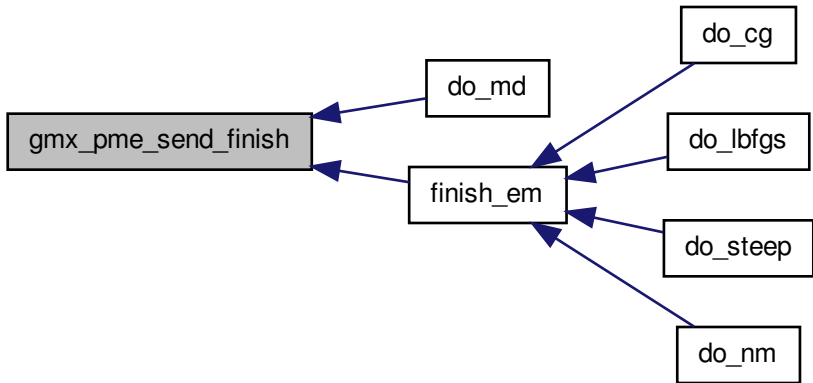 do_cg
do_md
gmx_pme_send_finish
do_lbfgs
finish_em
do_steep
do_nm